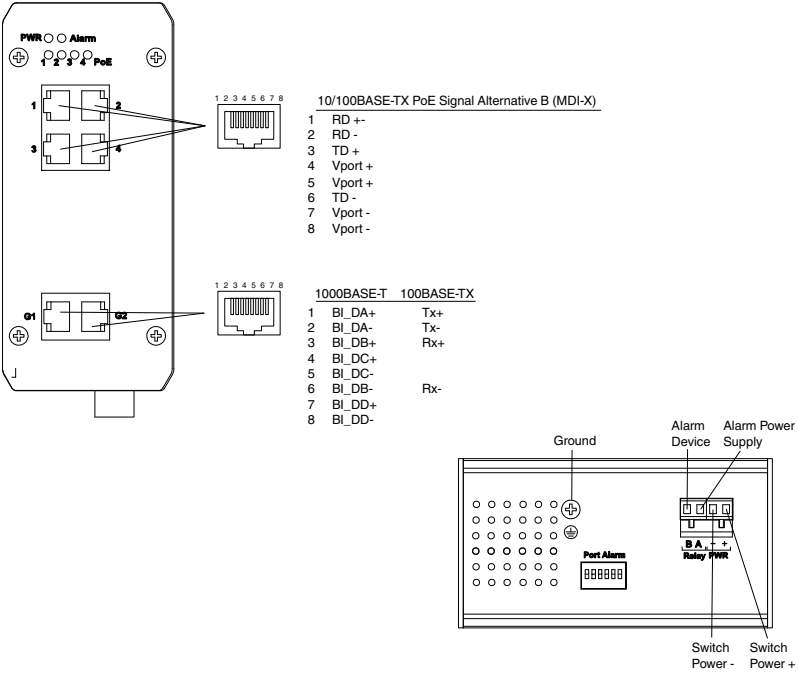 PWR Alarm
1 2 3 4 PoE
1 2
3 4
G1 G2
1 2 3 4 5 6 7 8
10/100BASE-TX PoE Signal Alternative B (MDI-X)
1 RD +-
2 RD -
3 TD +
4 Vport +
5 Vport +
6 TD -
7 Vport -
8 Vport -
1 2 3 4 5 6 7 8
1000BASE-T 100BASE-TX
1 BI_DA+ Tx+
2 BI_DA- Tx-
3 BI_DB+ Rx+
4 BI_DC+
5 BI_DC-
6 BI_DB- Rx-
7 BI_DD+
8 BI_DD-
Ground
Alarm
Device
Alarm Power
Supply
B A - +
Relay PWR
Port Alarm
Switch
Power -
Switch
Power +